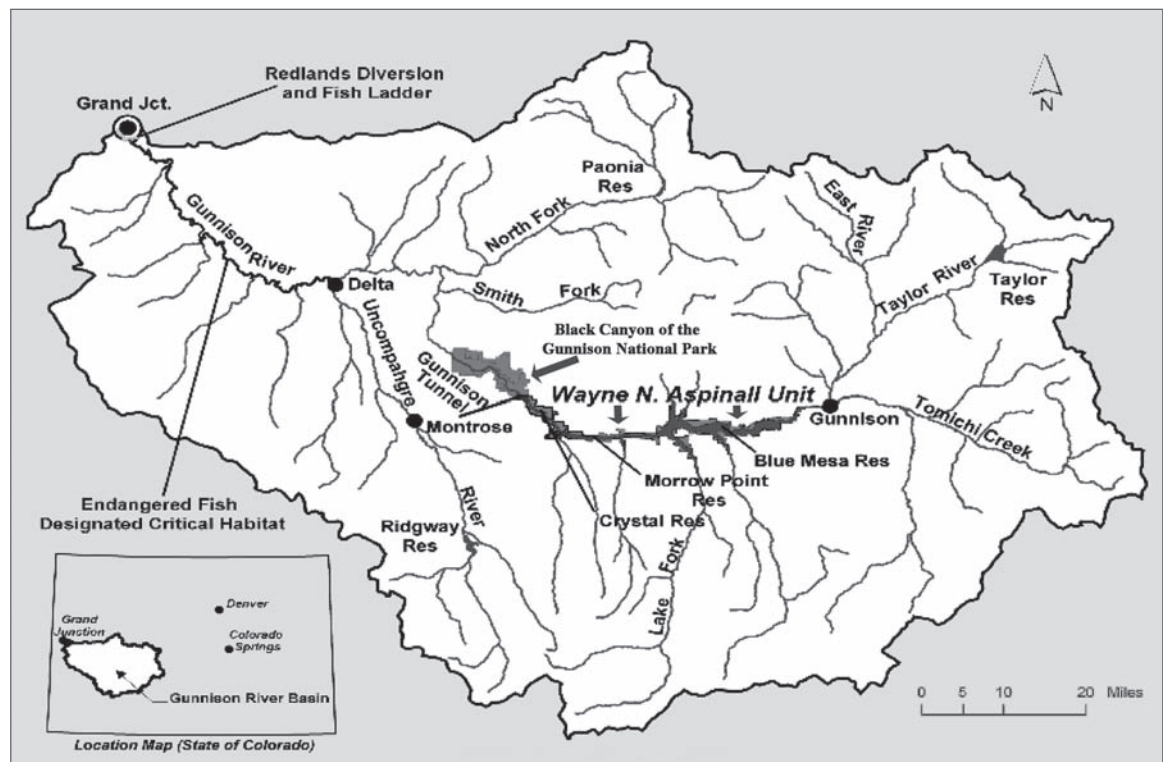 Redlands Diversion
and Fish Ladder
Grand Jct.
N
Paonia
Res
East
River
North Fork
Gunnison
River
Taylor River
Taylor
Res
Delta
Smith Fork
Uncompahgre
River
Black Canyon of the
Gunnison National Park
Gunnison
Tunnel
Wayne N. Aspinall Unit
Montrose
Gunnison
Tomichi Creek
Blue Mesa Res
Morrow Point
Res
Endangered Fish
Designated Critical Habitat
Crystal Res
Ridgway
Res
Lake Fork
Denver
Grand
Junction
Colorado
Springs
Gunnison River Basin
Location Map (State of Colorado)
0 5 10 20 Miles